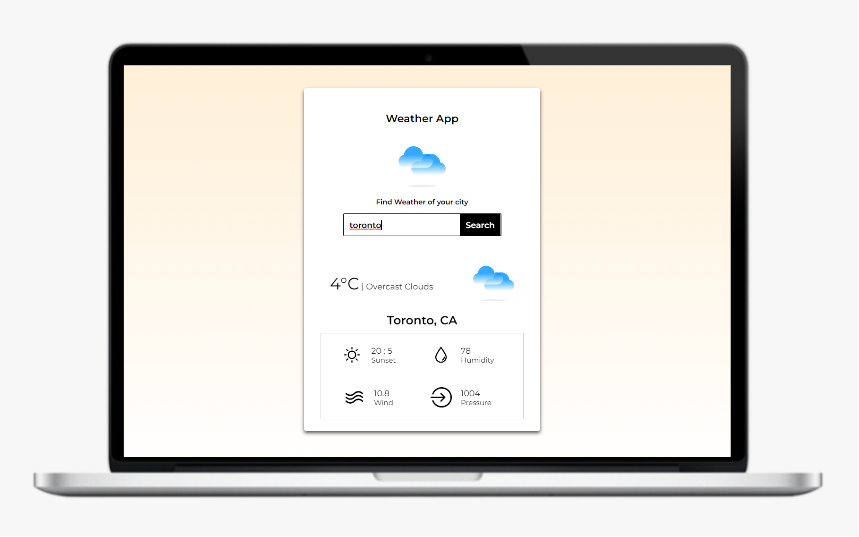 Weather App
Find Weather of your city
toronto
Search
4°C | Overcast Clouds
Toronto, CA
20 : 5
Sunset
78
Humidity
10.8
Wind
1004
Pressure